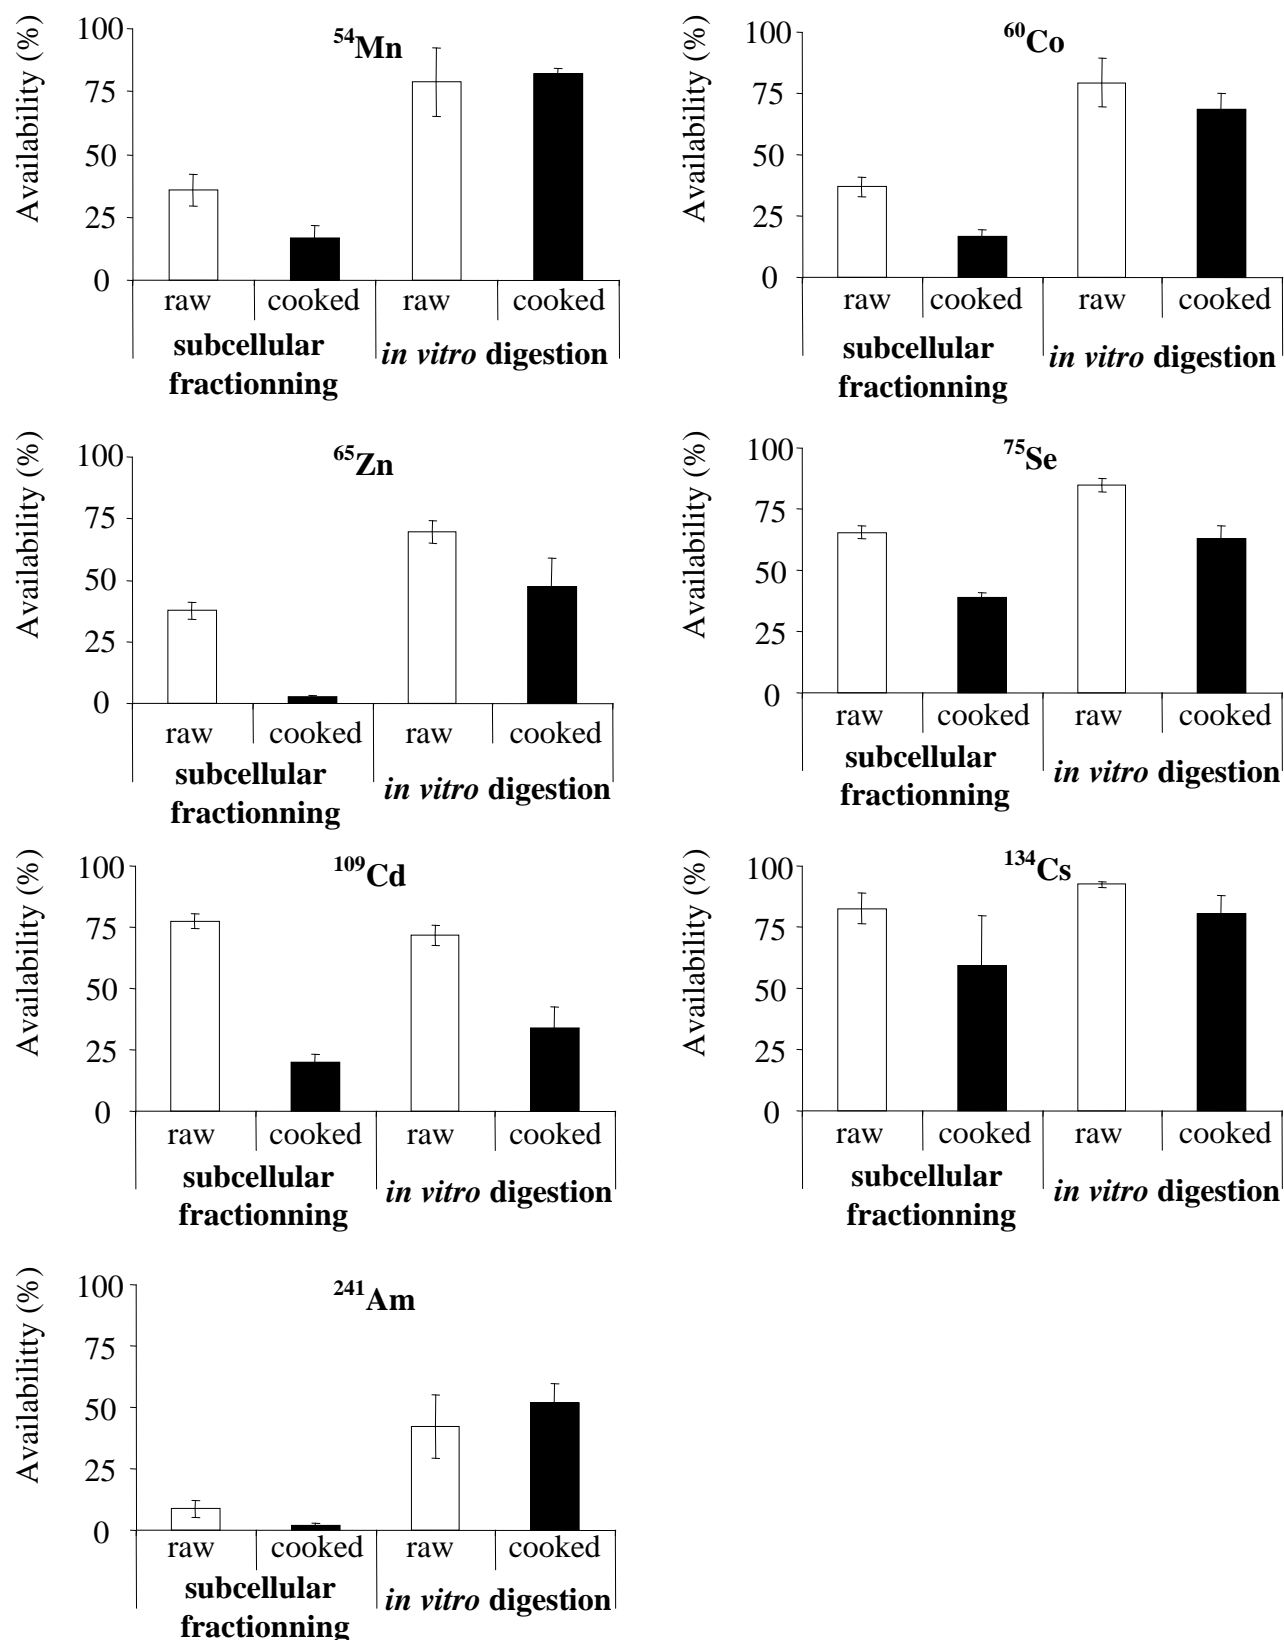 Availability (%)
100
75
50
25
0
54Mn
raw cooked raw cooked
subcellular
fractionning
in vitro digestion
Availability (%)
100
75
50
25
0
60Co
raw cooked raw cooked
subcellular
fractionning
in vitro digestion
Availability (%)
100
75
50
25
0
65Zn
raw cooked raw cooked
subcellular
fractionning
in vitro digestion
Availability (%)
100
75
50
25
0
75Se
raw cooked raw cooked
subcellular
fractionning
in vitro digestion
Availability (%)
100
75
50
25
0
109Cd
raw cooked raw cooked
subcellular
fractionning
in vitro digestion
Availability (%)
100
75
50
25
0
134Cs
raw cooked raw cooked
subcellular
fractionning
in vitro digestion
Availability (%)
100
75
50
25
0
241Am
raw cooked raw cooked
subcellular
fractionning
in vitro digestion